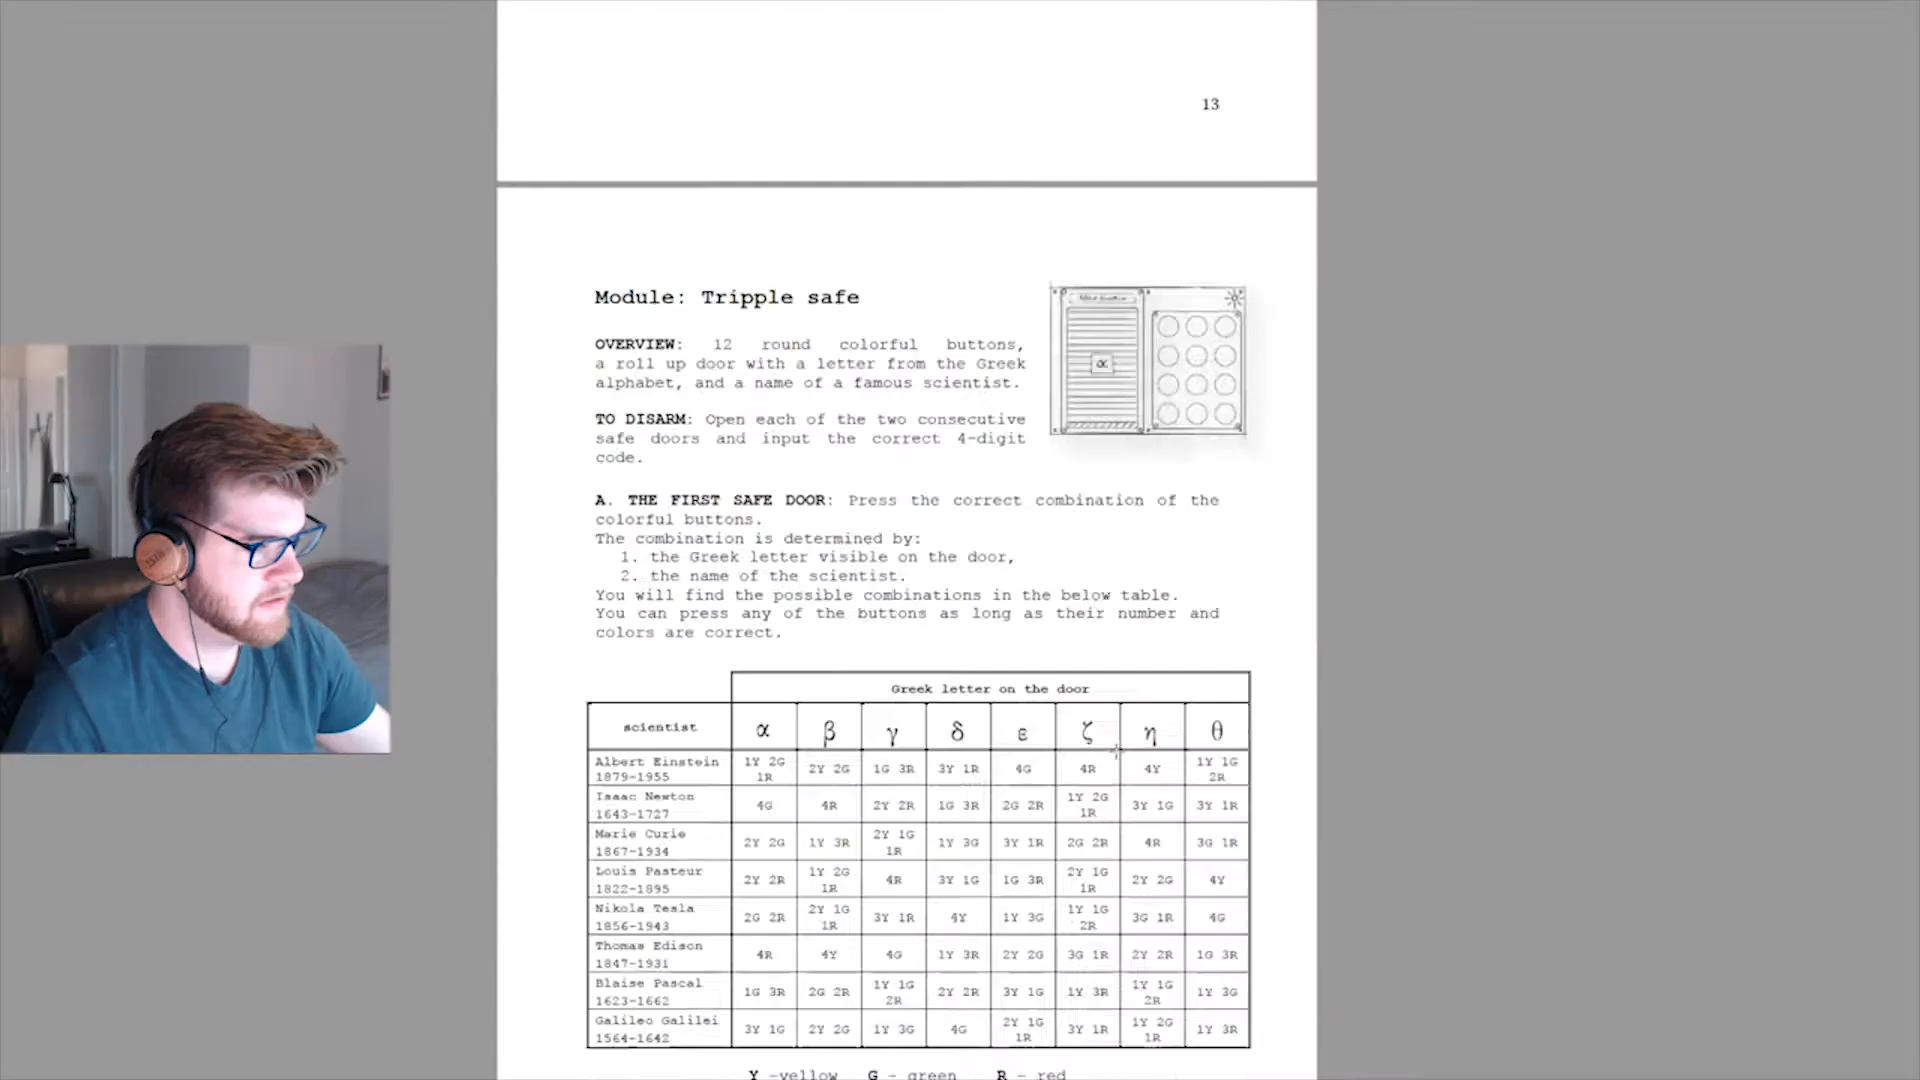 13
Module: Tripple safe
OVERVIEW: 12 round colorful buttons,
a roll up door with a letter from the Greek
alphabet, and a name of a famous scientist.
α
TO DISARM: Open each of the two consecutive
safe doors and input the correct 4-digit
code.
A. THE FIRST SAFE DOOR: Press the correct combination of the
colorful buttons.
The combination is determined by:
1. the Greek letter visible on the door,
2. the name of the scientist.
You will find the possible combinations in the below table.
You can press any of the buttons as long as their number and
colors are correct.
Greek letter on the door
scientist α β γ δ ε ζ η θ
Albert Einstein 1Y 2G 2Y 2G 1G 3R 3Y 1R 4G 4R 4Y 1Y 1G
1879-1955 1R 2R
Isaac Newton 4G 4R 2Y 2R 1G 3R 2G 2R 1Y 2G 3Y 1G 3Y 1R
1643-1727 1R
Marie Curie 2Y 2G 1Y 3R 2Y 1G 1Y 3G 3Y 1R 2G 2R 4R 3G 1R
1867-1934 1R
Louis Pasteur 2Y 2R 1Y 2G 4R 3Y 1G 1G 3R 2Y 1G 2Y 2G 4Y
1822-1895 1R 1R
Nikola Tesla 2G 2R 2Y 1G 3Y 1R 4Y 1Y 3G 1Y 1G 3G 1R 4G
1856-1943 1R 2R
Thomas Edison 4R 4Y 4G 1Y 3R 2Y 2G 3G 1R 2Y 2R 1G 3R
1847-1931
Blaise Pascal 1G 3R 2G 2R 1Y 1G 2Y 2R 3Y 1G 1Y 3R 1Y 1G 1Y 3G
1623-1662 2R 2R
Galileo Galilei 3Y 1G 2Y 2G 1Y 3G 4G 2Y 1G 3Y 1R 1Y 2G 1Y 3R
1564-1642 1R 1R
Y -yellow G - green R - red